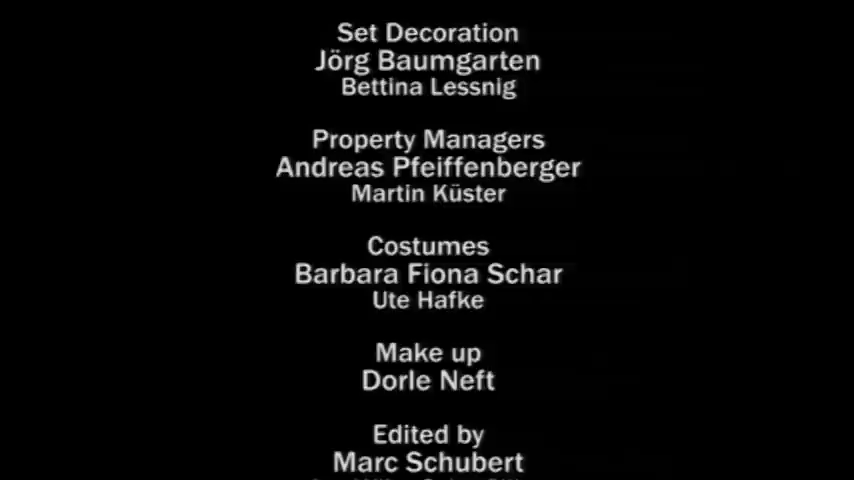 Set Decoration
Jörg Baumgarten
Bettina Lessnig
Property Managers
Andreas Pfeiffenberger
Martin Küster
Costumes
Barbara Fiona Schar
Ute Hafke
Make up
Dorle Neft
Edited by
Marc Schubert